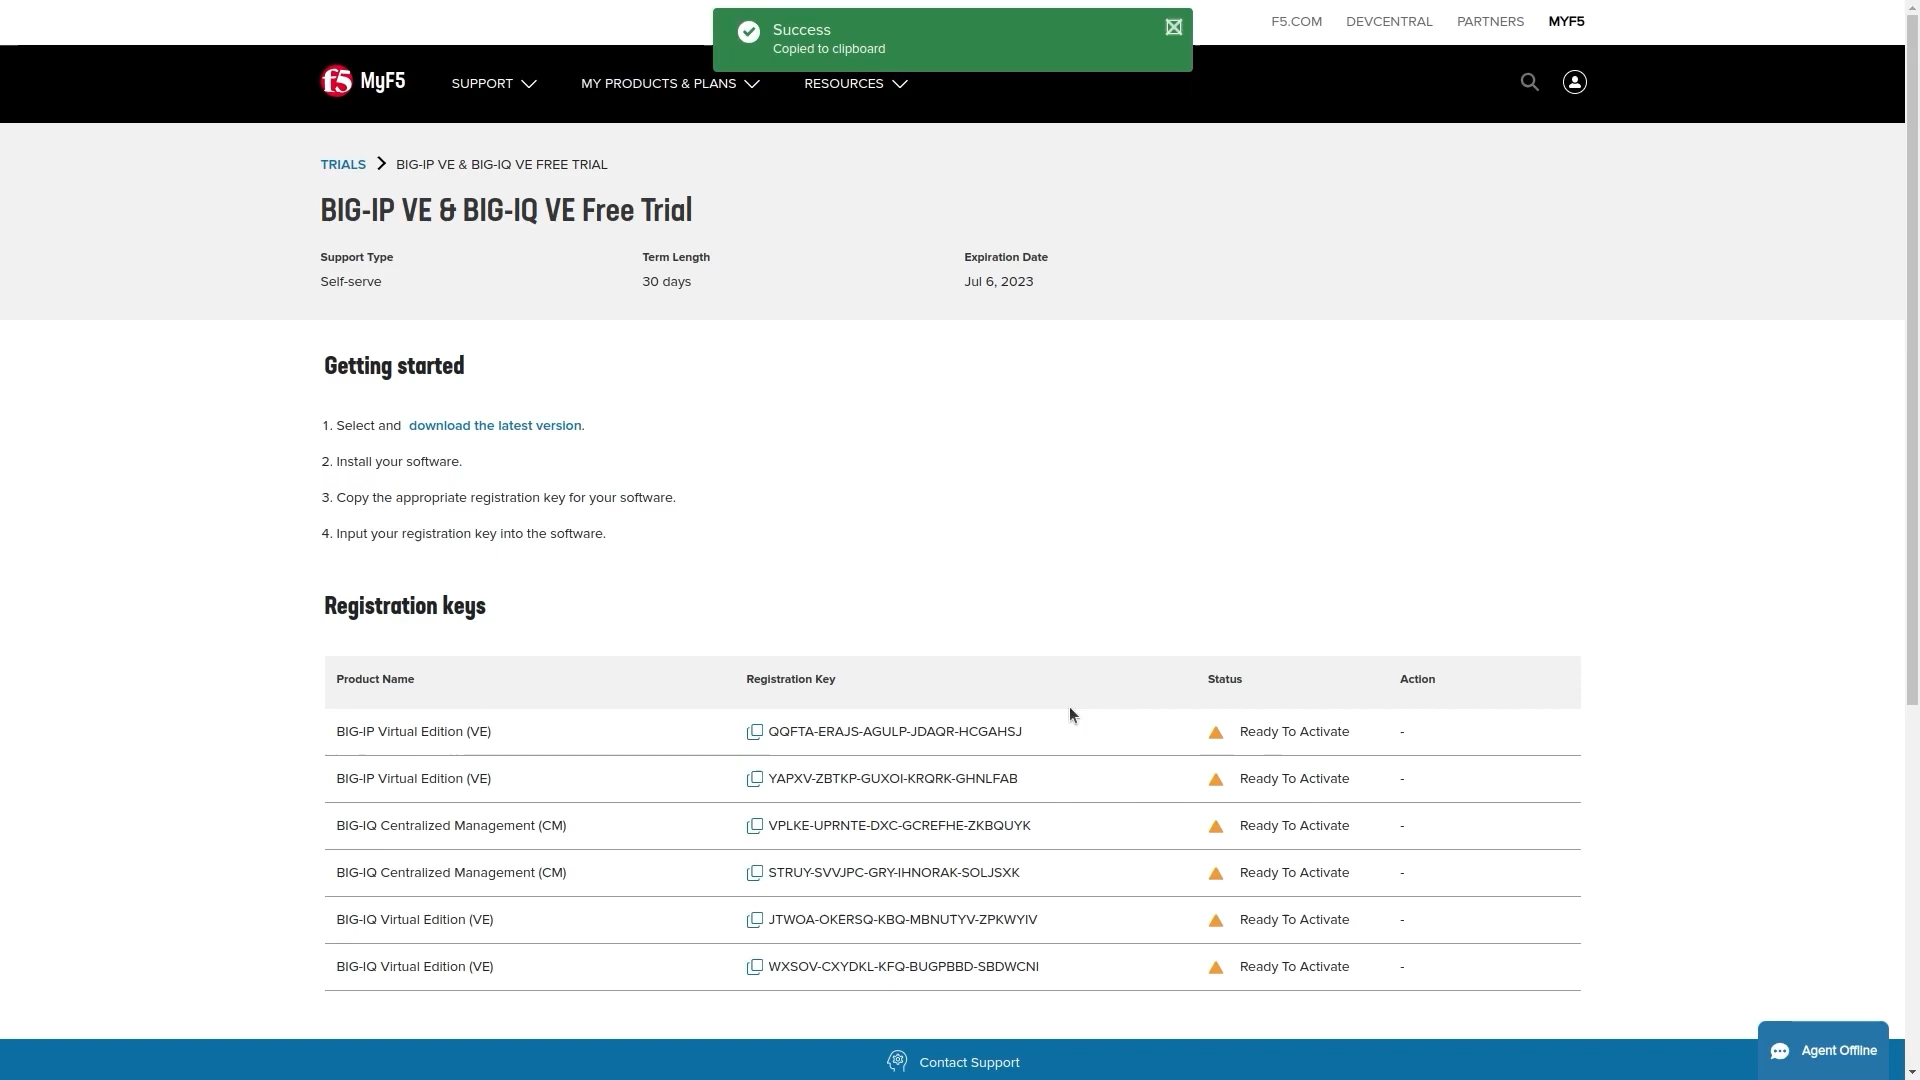 Success
Copied to clipboard
F5.COM DEVCENTRAL PARTNERS MYF5
f5 MyF5 SUPPORT MY PRODUCTS & PLANS RESOURCES
TRIALS BIG-IP VE & BIG-IQ VE FREE TRIAL
BIG-IP VE & BIG-IQ VE Free Trial
Support Type Term Length Expiration Date
Self-serve 30 days Jul 6, 2023
Getting started
1. Select and download the latest version.
2. Install your software.
3. Copy the appropriate registration key for your software.
4. Input your registration key into the software.
Registration keys
Product Name Registration Key Status Action
BIG-IP Virtual Edition (VE) QQFTA-ERAJS-AGULP-JDAQR-HCGAHSJ Ready To Activate -
BIG-IP Virtual Edition (VE) YAPXV-ZBTKP-GUXOI-KRQRK-GHNLFAB Ready To Activate -
BIG-IQ Centralized Management (CM) VPLKE-UPRNTE-DXC-GCREFHE-ZKBQUYK Ready To Activate -
BIG-IQ Centralized Management (CM) STRUY-SVVJPC-GRY-IHNORAK-SOLJSXK Ready To Activate -
BIG-IQ Virtual Edition (VE) JTWOA-OKERSQ-KBQ-MBNUTYV-ZPKWYIV Ready To Activate -
BIG-IQ Virtual Edition (VE) WXSOV-CXYDKL-KFQ-BUGPBBD-SBDWCNI Ready To Activate -
Contact Support
Agent Offline